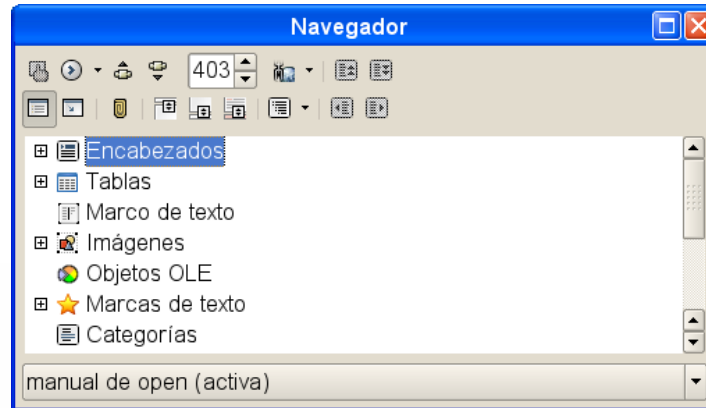 Navegador
403
Encabezados
Tablas
Marco de texto
Imágenes
Objetos OLE
Marcas de texto
Categorías
manual de open (activa)